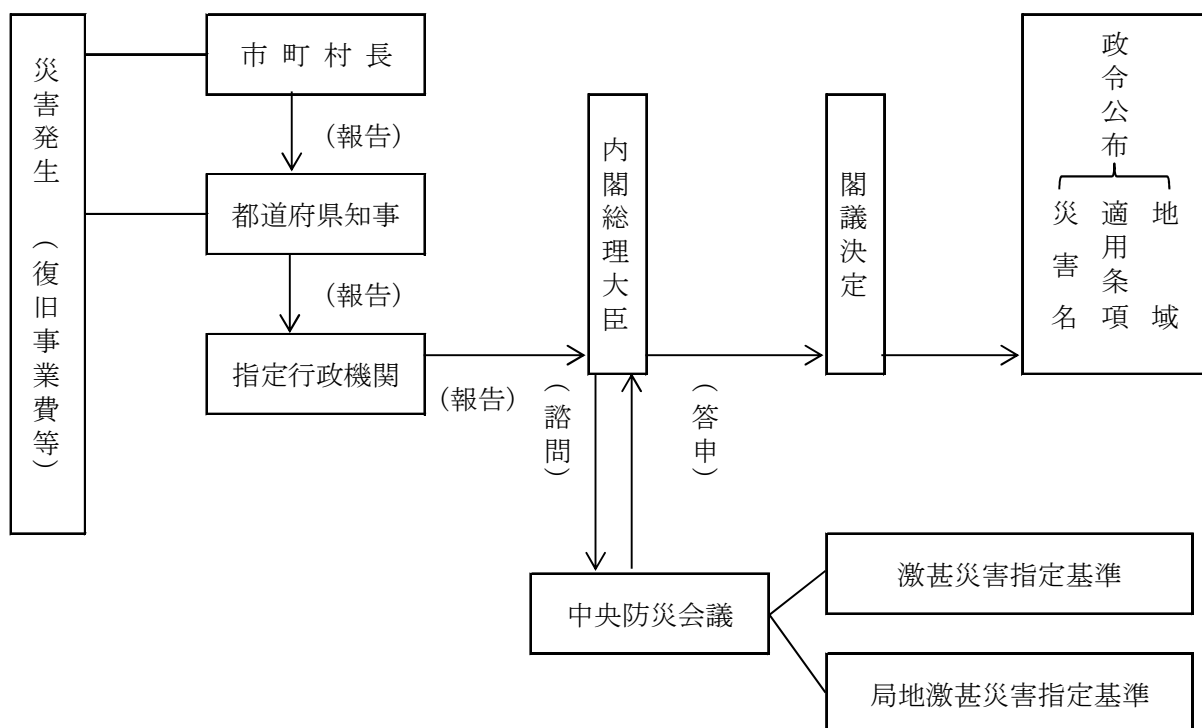 災害発生 (復旧事業費等)
市町村長
(報告)
都道府県知事
(報告)
指定行政機関
(報告)
内閣総理大臣
(諮問)
(答申)
閣議決定
政令公布
災害名
適用条項
地域
中央防災会議
激甚災害指定基準
局地激甚災害指定基準